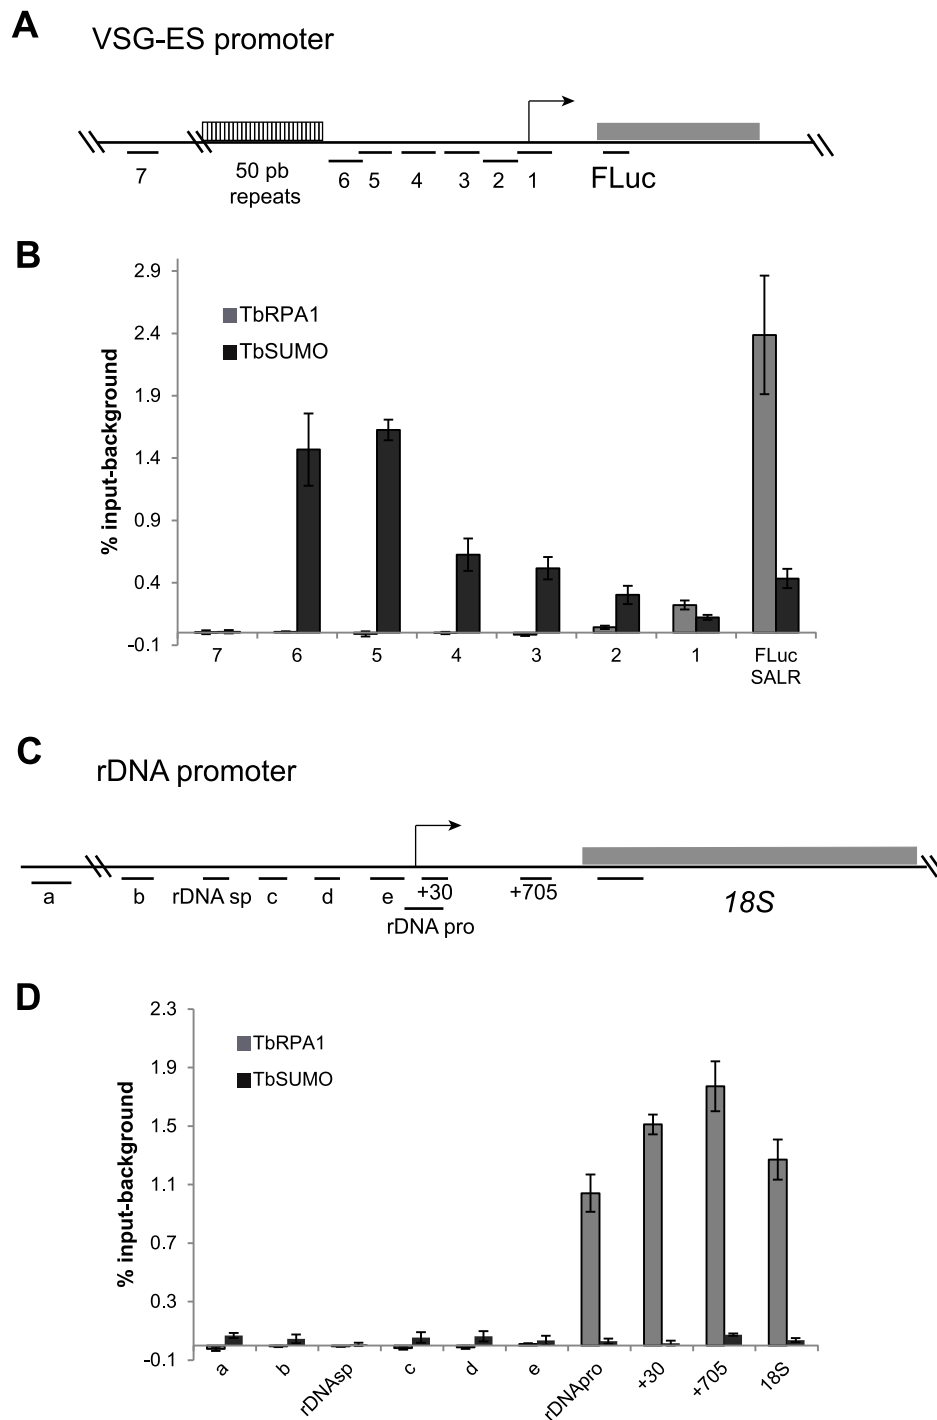 A
VSG-ES promoter
7
50 pb
repeats
6 5 4 3 2 1
FLuc
B
2.9
2.4
1.9
1.4
0.9
0.4
-0.1
% input-background
TbRPA1
TbSUMO
7 6 5 4 3 2 1 FLuc
SALR
C
rDNA promoter
a b rDNA sp c d e +30 +705
rDNA pro
18S
D
2.3
1.9
1.5
1.1
0.7
0.3
-0.1
% input-background
TbRPA1
TbSUMO
a b rDNAsp c d e rDNApro +30 +705 18S